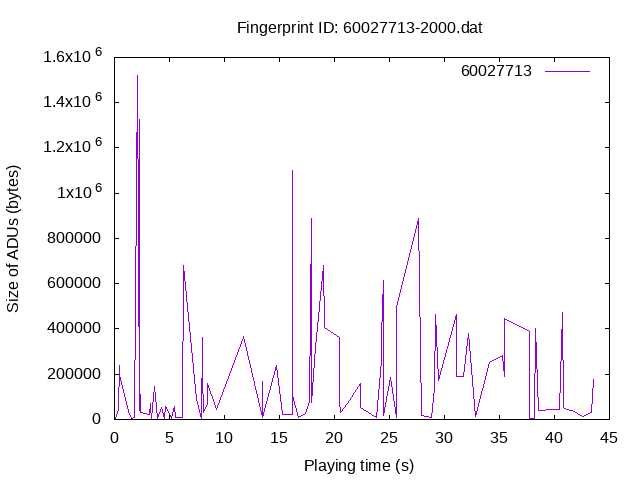 Fingerprint ID: 60027713-2000.dat
60027713
Size of ADUs (bytes)
1.6x10^6
1.4x10^6
1.2x10^6
1x10^6
800000
600000
400000
200000
0
0 5 10 15 20 25 30 35 40 45
Playing time (s)